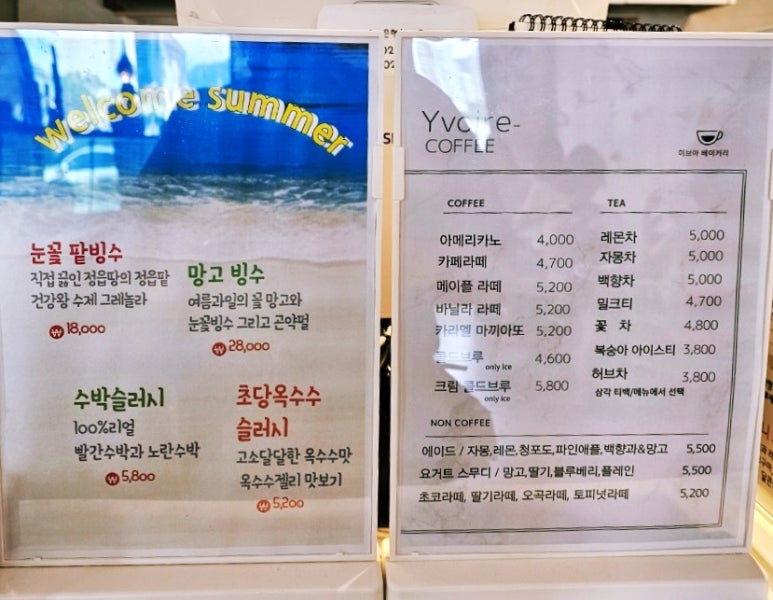 welcome summer
눈꽃 팥빙수
직접 끓인 정읍땅의 정읍팥
건강왕 수제 그레놀라
₩18,000
망고 빙수
여름과일의 꽃 망고와
눈꽃빙수 그리고 곤약펄
₩28,000
수박슬러시
100%리얼
빨간수박과 노란수박
₩5,800
초당옥수수
슬러시
고소달달한 옥수수맛
옥수수젤리 맛보기
₩5,200
Yvoire-
COFFEE
이브아 베이커리
COFFEE
아메리카노 4,000
카페라떼 4,700
메이플 라떼 5,200
바닐라 라떼 5,200
카라멜 마끼아또 5,200
콜드브루 4,600
only ice
크림 콜드브루 5,800
only ice
TEA
레몬차 5,000
자몽차 5,000
백향차 5,000
밀크티 4,700
꽃 차 4,800
복숭아 아이스티 3,800
허브차 3,800
삼각 티백/메뉴에서 선택
NON COFFEE
에이드 / 자몽,레몬,청포도,파인애플,백향과&망고 5,500
요거트 스무디 / 망고,딸기,블루베리,플레인 5,500
초코라떼, 딸기라떼, 오곡라떼, 토피넛라떼 5,200